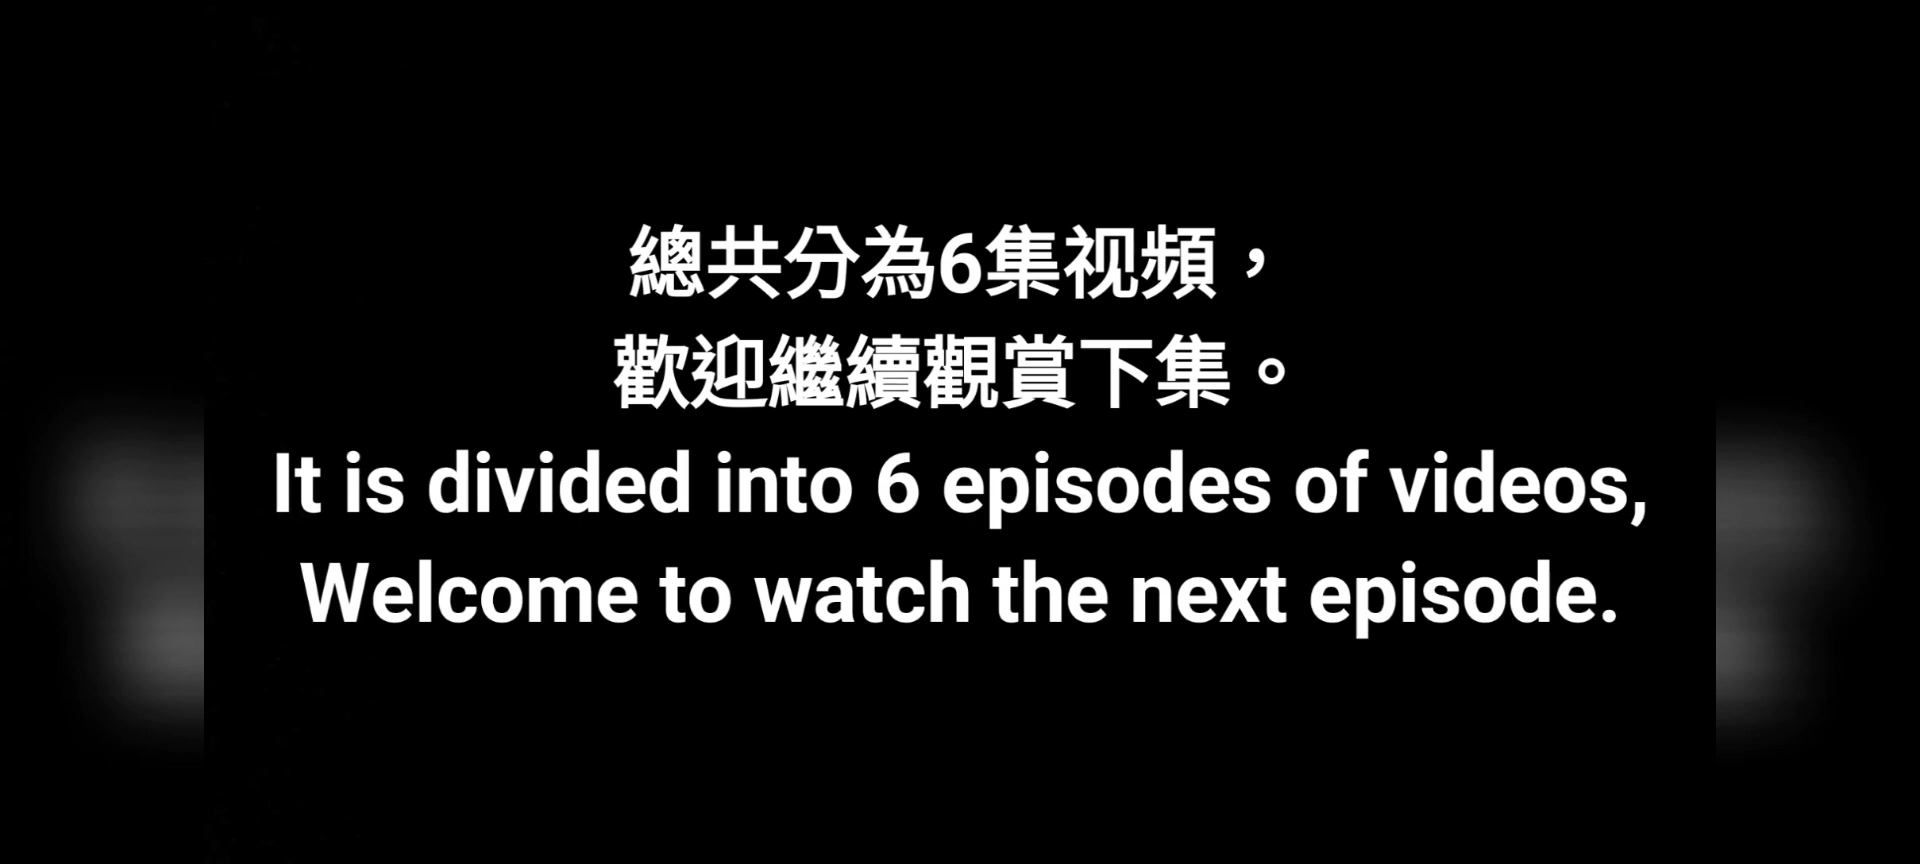 總共分為6集视頻，
歡迎繼續觀賞下集。
It is divided into 6 episodes of videos,
Welcome to watch the next episode.